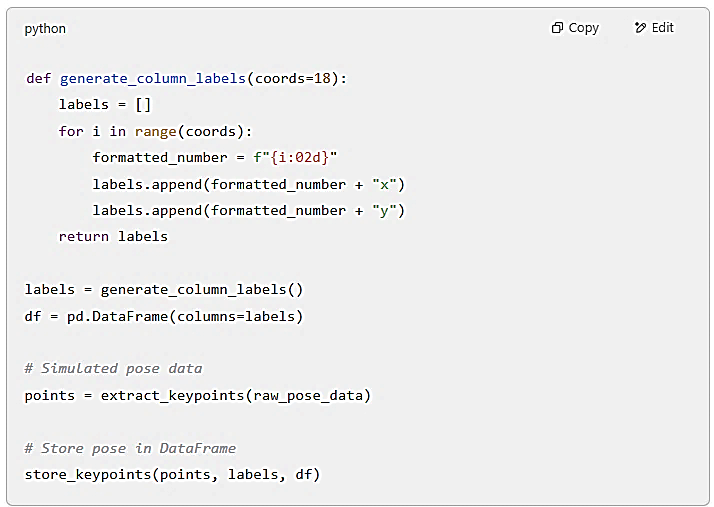 python Copy Edit
def generate_column_labels(coords=18):
    labels = []
    for i in range(coords):
        formatted_number = f"{i:02d}"
        labels.append(formatted_number + "x")
        labels.append(formatted_number + "y")
    return labels

labels = generate_column_labels()
df = pd.DataFrame(columns=labels)

# Simulated pose data
points = extract_keypoints(raw_pose_data)

# Store pose in DataFrame
store_keypoints(points, labels, df)